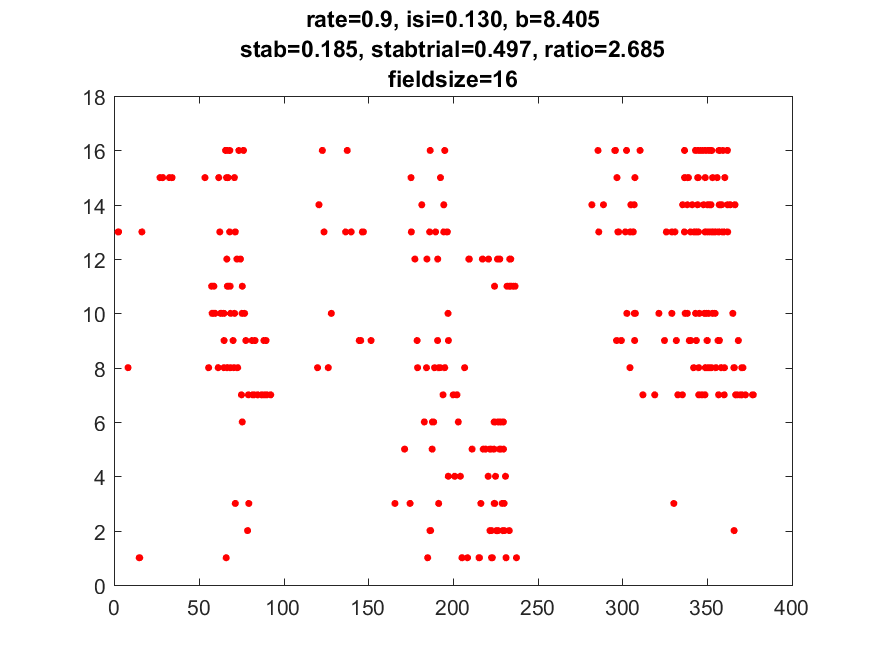 rate=0.9, isi=0.130, b=8.405
stab=0.185, stabtrial=0.497, ratio=2.685
fieldsize=16
18
16
14
12
10
8
6
4
2
0
0 50 100 150 200 250 300 350 400